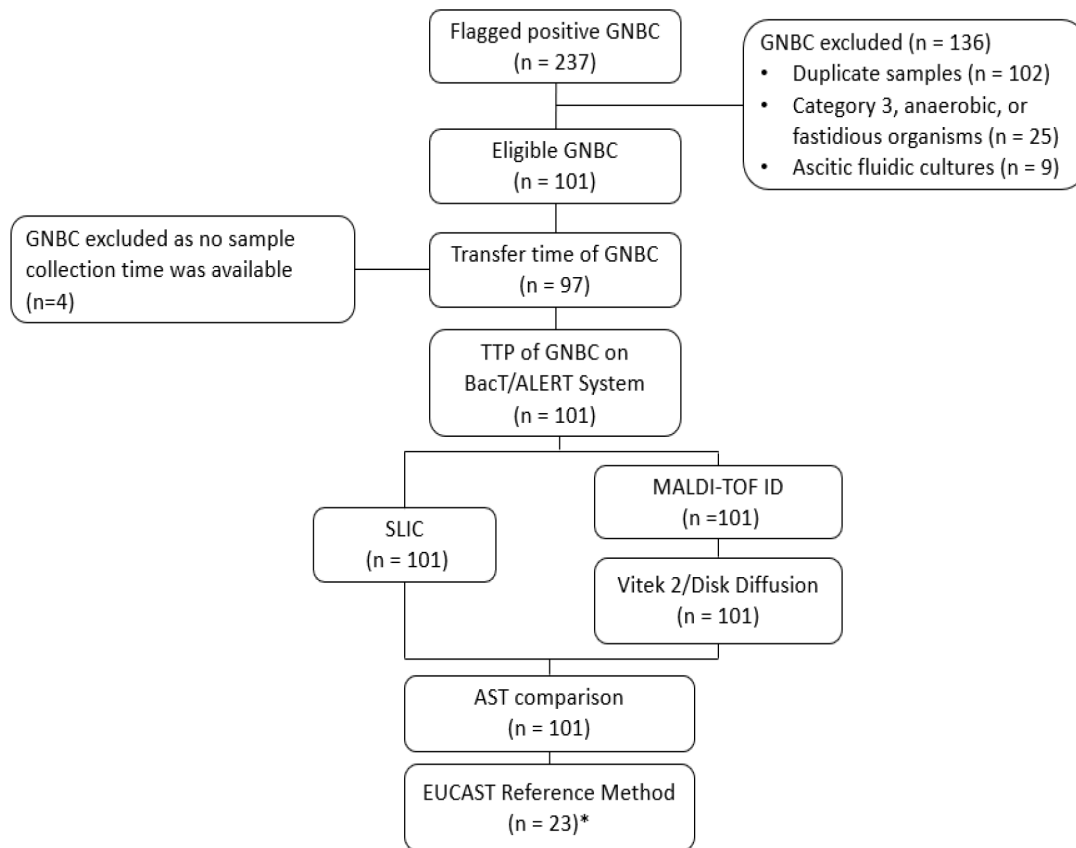 Flagged positive GNBC
(n = 237)
GNBC excluded (n = 136)
• Duplicate samples (n = 102)
• Category 3, anaerobic, or
fastidious organisms (n = 25)
• Ascitic fluidic cultures (n = 9)
Eligible GNBC
(n = 101)
GNBC excluded as no sample
collection time was available
(n=4)
Transfer time of GNBC
(n = 97)
TTP of GNBC on
BacT/ALERT System
(n = 101)
SLIC
(n = 101)
MALDI-TOF ID
(n =101)
Vitek 2/Disk Diffusion
(n = 101)
AST comparison
(n = 101)
EUCAST Reference Method
(n = 23)*